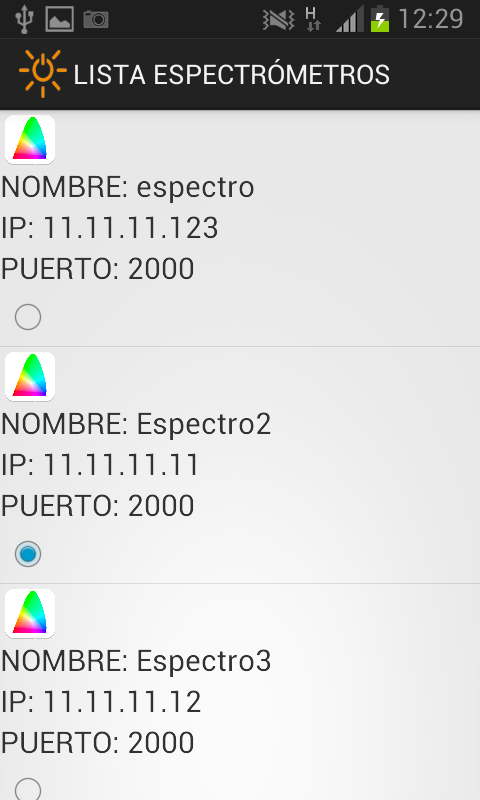 H 12:29
LISTA ESPECTRÓMETROS
NOMBRE: espectro
IP: 11.11.11.123
PUERTO: 2000
NOMBRE: Espectro2
IP: 11.11.11.11
PUERTO: 2000
NOMBRE: Espectro3
IP: 11.11.11.12
PUERTO: 2000